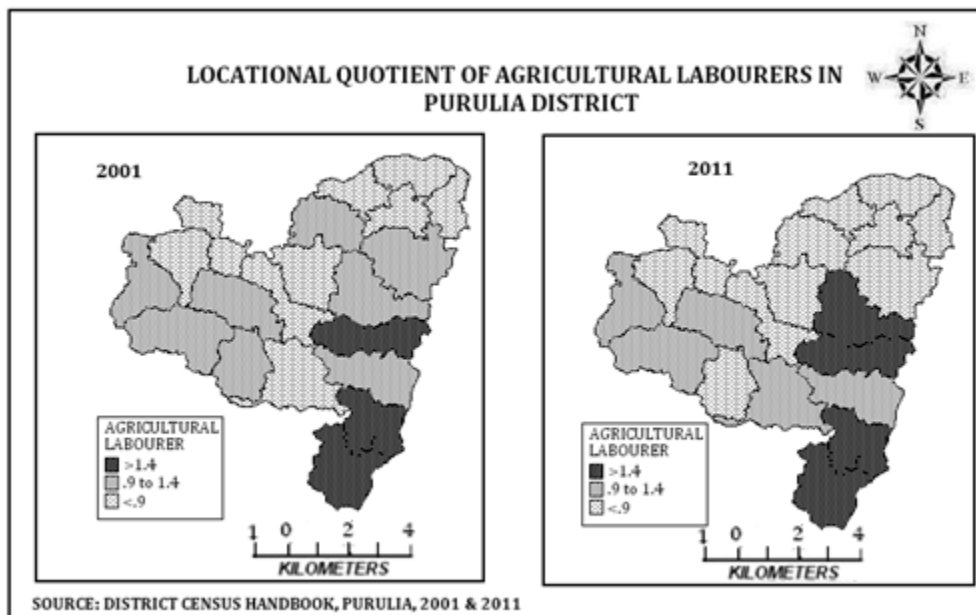 LOCATIONAL QUOTIENT OF AGRICULTURAL LABOURERS IN
PURULIA DISTRICT
N
W E
S
2001
AGRICULTURAL
LABOURER
>1.4
.9 to 1.4
<.9
1 0 2 4
KILOMETERS
2011
AGRICULTURAL
LABOURER
>1.4
.9 to 1.4
<.9
1 0 2 4
KILOMETERS
SOURCE: DISTRICT CENSUS HANDBOOK, PURULIA, 2001 & 2011